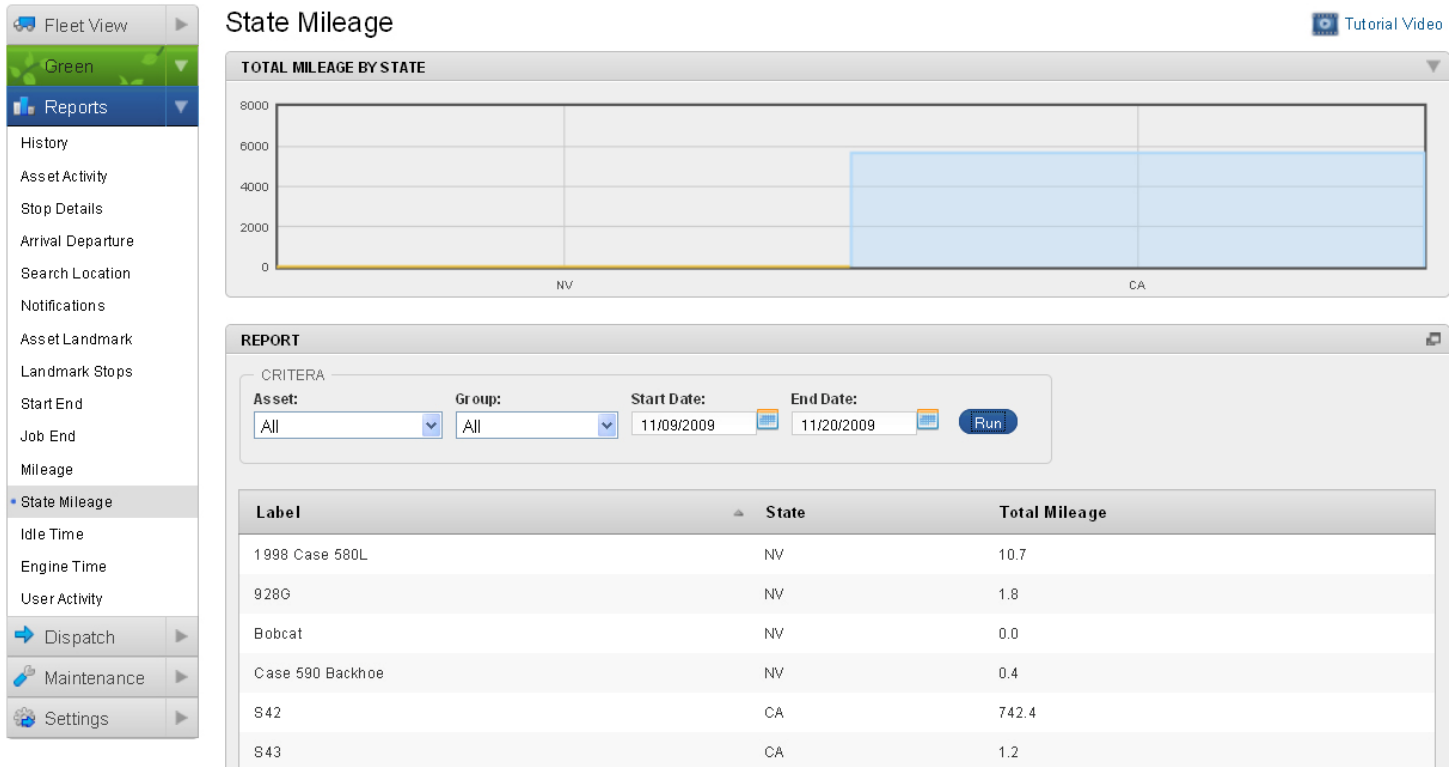 Fleet View
Green
Reports
History
Asset Activity
Stop Details
Arrival Departure
Search Location
Notifications
Asset Landmark
Landmark Stops
Start End
Job End
Mileage
State Mileage
Idle Time
Engine Time
User Activity
Dispatch
Maintenance
Settings
State Mileage
Tutorial Video
TOTAL MILEAGE BY STATE
8000
6000
4000
2000
0
NV CA
REPORT
CRITERA
Asset: Group: Start Date: End Date:
All All 11/09/2009 11/20/2009 Run
Label State Total Mileage
1998 Case 580L NV 10.7
928G NV 1.8
Bobcat NV 0.0
Case 590 Backhoe NV 0.4
S42 CA 742.4
S43 CA 1.2